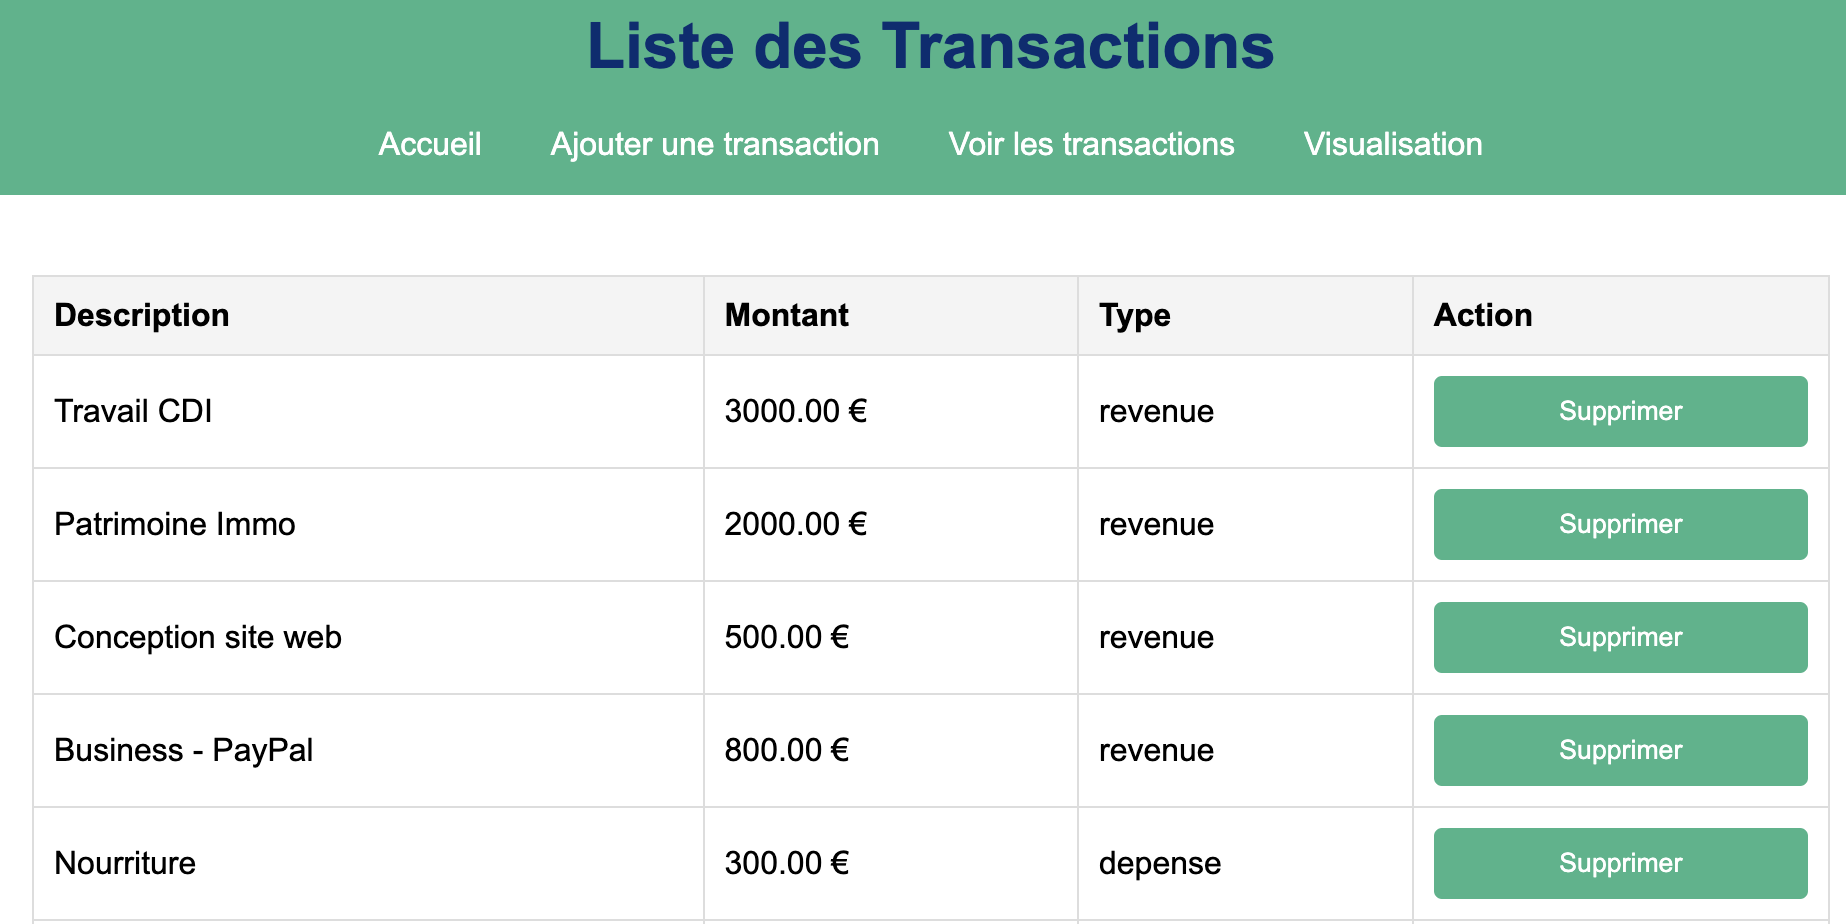 Liste des Transactions
Accueil Ajouter une transaction Voir les transactions Visualisation
Description Montant Type Action
Travail CDI 3000.00 € revenue Supprimer
Patrimoine Immo 2000.00 € revenue Supprimer
Conception site web 500.00 € revenue Supprimer
Business - PayPal 800.00 € revenue Supprimer
Nourriture 300.00 € depense Supprimer